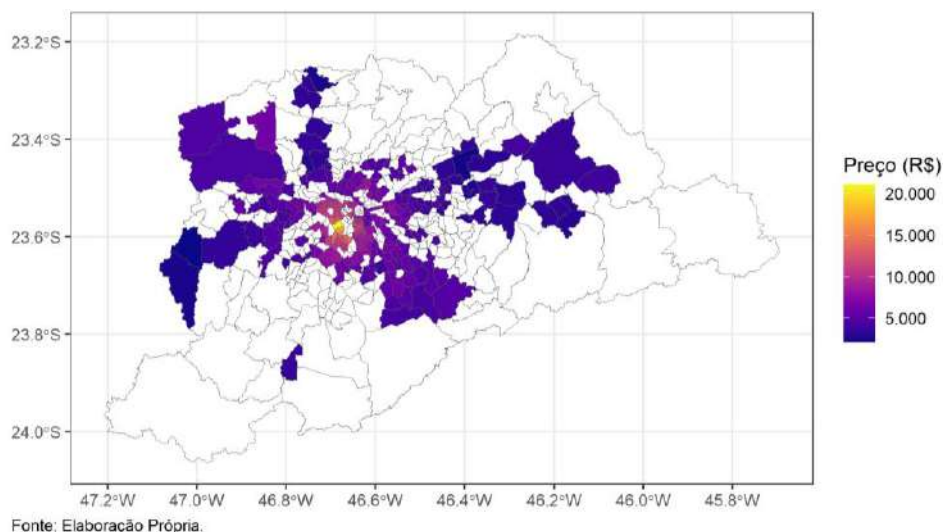 23.2°S
23.4°S
23.6°S
23.8°S
24.0°S
47.2°W 47.0°W 46.8°W 46.6°W 46.4°W 46.2°W 46.0°W 45.8°W
Preço (R$)
20.000
15.000
10.000
5.000
Fonte: Elaboração Própria.